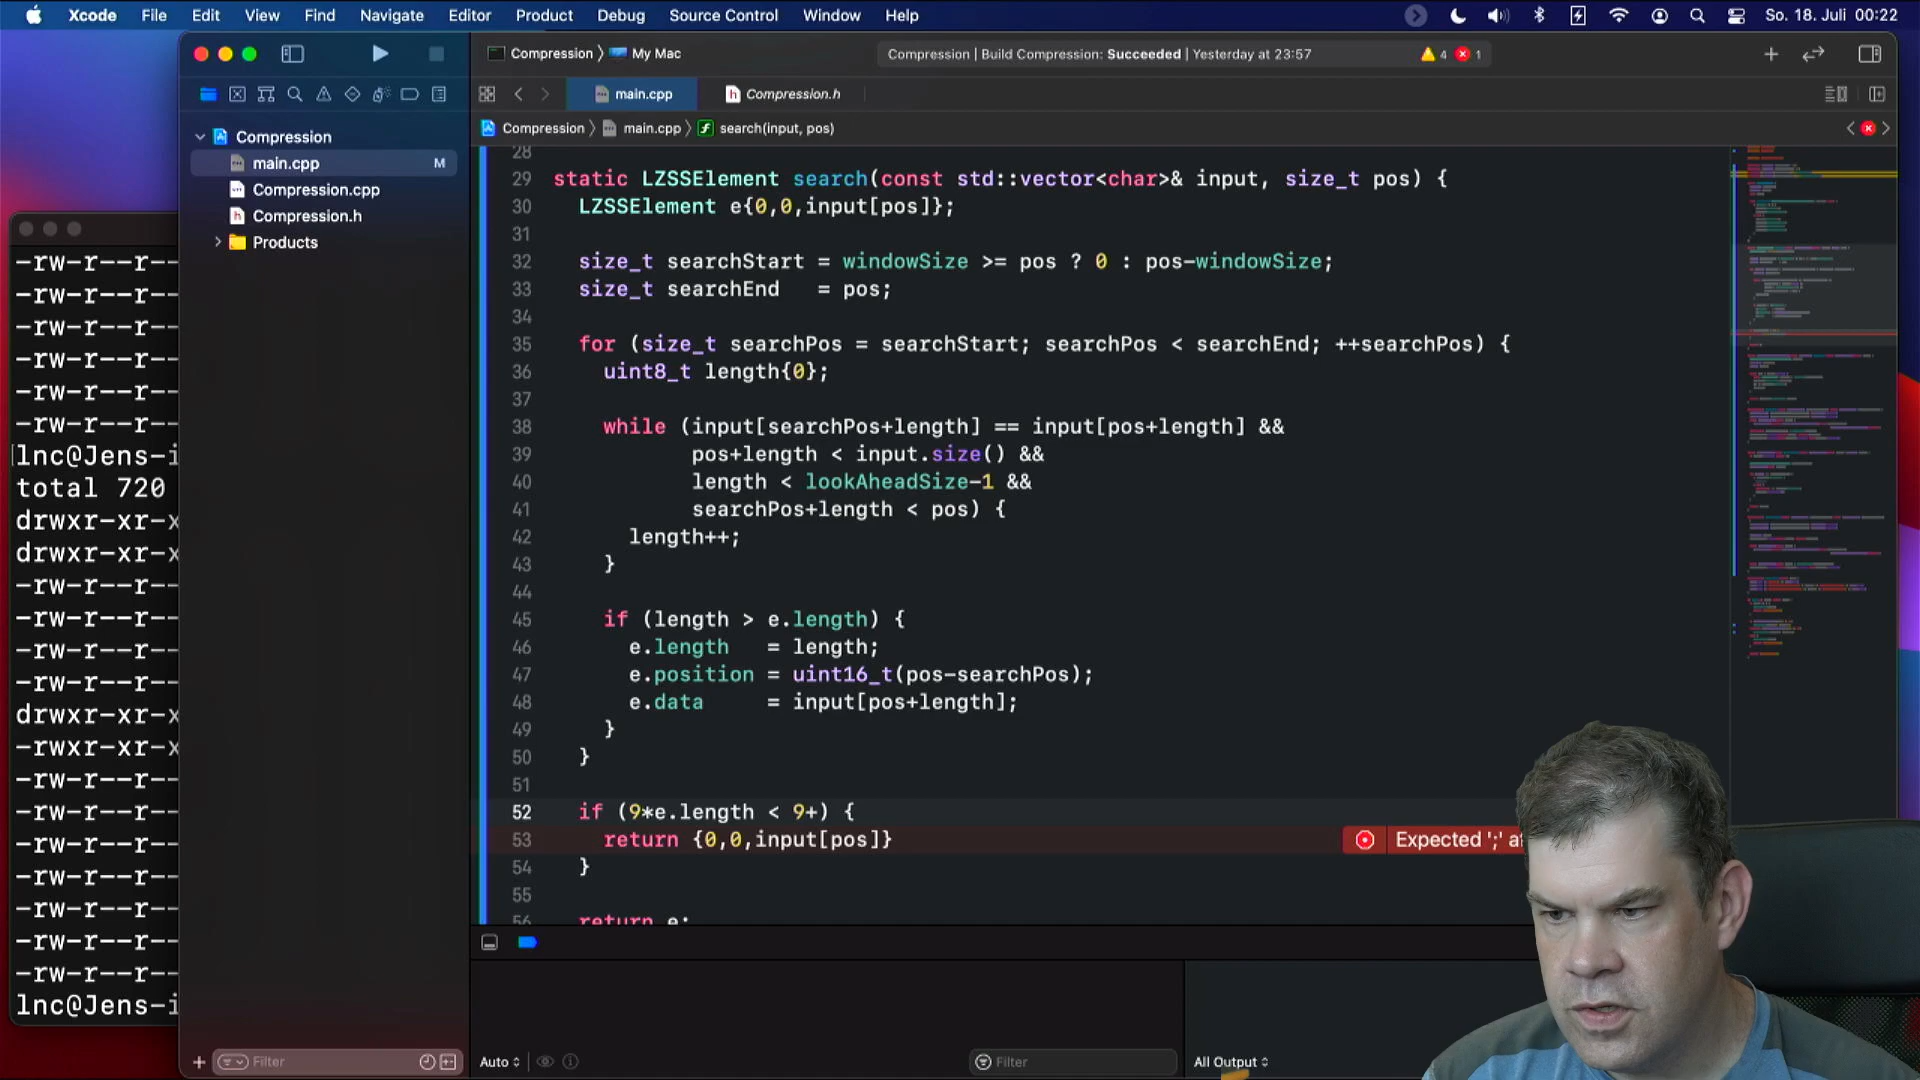 Xcode File Edit View Find Navigate Editor Product Debug Source Control Window Help So. 18. Juli 00:22
Compression My Mac Compression | Build Compression: Succeeded | Yesterday at 23:57 4 1
main.cpp Compression.h
Compression main.cpp search(input, pos)
Compression
main.cpp M
Compression.cpp
Compression.h
Products
-rw-r--r--
-rw-r--r--
-rw-r--r--
-rw-r--r--
-rw-r--r--
-rw-r--r--
lnc@Jens-i
total 720
drwxr-xr-x
drwxr-xr-x
-rw-r--r--
-rw-r--r--
-rw-r--r--
-rw-r--r--
drwxr-xr-x
-rwxr-xr-x
-rw-r--r--
-rw-r--r--
-rw-r--r--
-rw-r--r--
-rw-r--r--
-rw-r--r--
-rw-r--r--
lnc@Jens-i
28
29 static LZSSElement search(const std::vector<char>& input, size_t pos) {
30 LZSSElement e{0,0,input[pos]};
31
32 size_t searchStart = windowSize >= pos ? 0 : pos-windowSize;
33 size_t searchEnd = pos;
34
35 for (size_t searchPos = searchStart; searchPos < searchEnd; ++searchPos) {
36 uint8_t length{0};
37
38 while (input[searchPos+length] == input[pos+length] &&
39 pos+length < input.size() &&
40 length < lookAheadSize-1 &&
41 searchPos+length < pos) {
42 length++;
43 }
44
45 if (length > e.length) {
46 e.length = length;
47 e.position = uint16_t(pos-searchPos);
48 e.data = input[pos+length];
49 }
50 }
51
52 if (9*e.length < 9+) {
53 return {0,0,input[pos]} Expected ';'
54 }
55
56 return e;
Filter
Auto Filter All Output